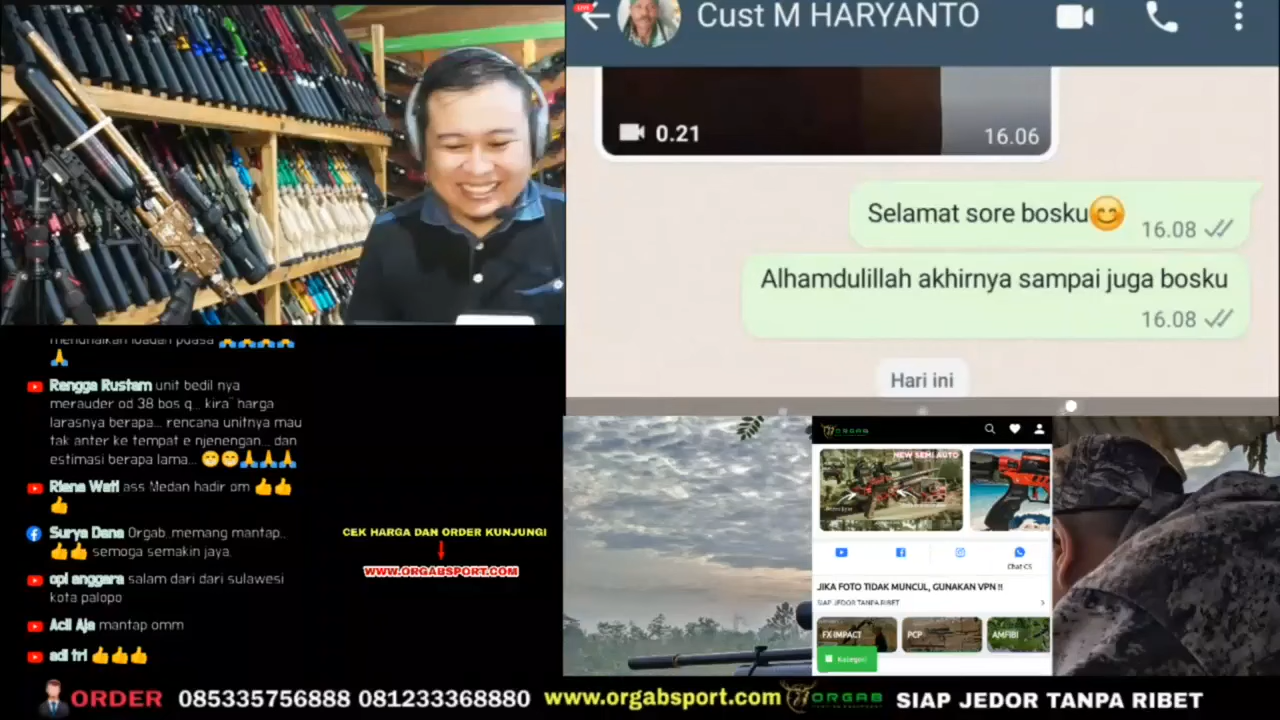 LIVE
Cust M HARYANTO
0.21
16.06
Selamat sore bosku😊
16.08
Alhamdulillah akhirnya sampai juga bosku
16.08
Hari ini
🙏🙏🙏🙏
🙏
Rengga Rustam unit bedil nya
merauder od 38 bos q... kira" harga
larasnya berapa... rencana unitnya mau
tak anter ke tempat e njenengan... dan
estimasi berapa lama... 😁😁🙏🙏🙏
Riena Wati ass Medan hadir om 👍👍
👍
Surya Dana Orgab..memang mantap..
👍👍 semoga semakin jaya.
opi anggara salam dari dari sulawesi
kota palopo
Acil Aja mantap omm
adi tri 👍👍👍
CEK HARGA DAN ORDER KUNJUNGI
WWW.ORGABSPORT.COM
ORGAB
NEW SEMI AUTO
Chat CS
JIKA FOTO TIDAK MUNCUL, GUNAKAN VPN !!
SIAP JEDOR TANPA RIBET
FX IMPACT
PCP
AMFIBI
Kategori
ORDER 085335756888 081233368880 www.orgabsport.com ORGAB SIAP JEDOR TANPA RIBET